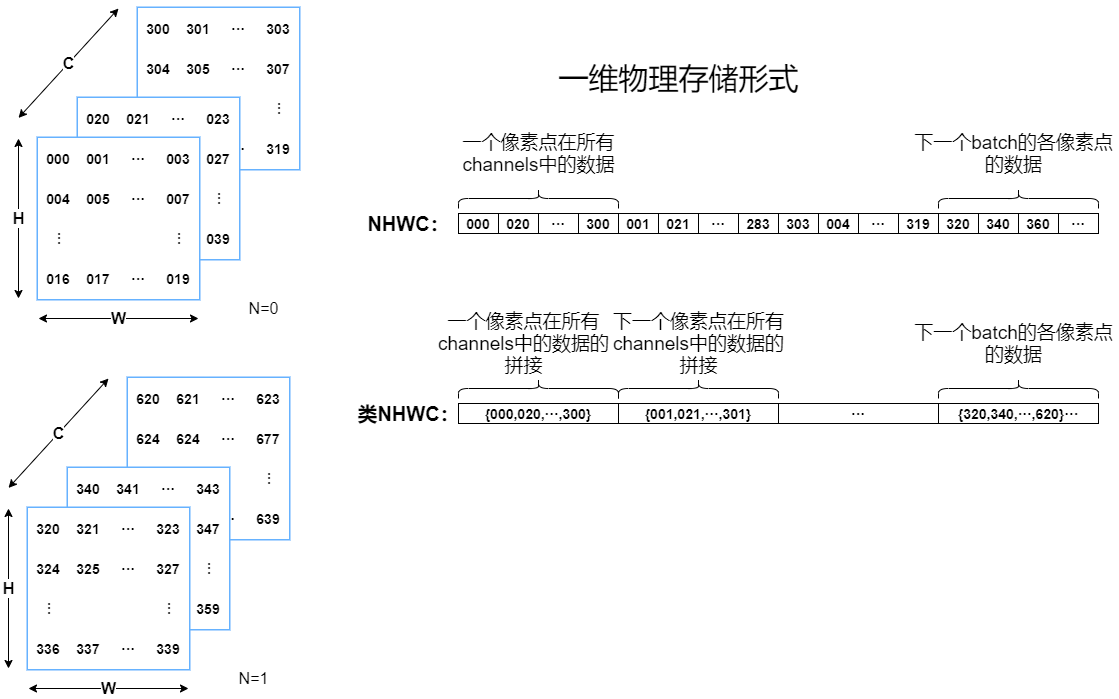 300 301 ··· 303
304 305 ··· 307
⋮
319
C
020 021 ··· 023
027
⋮
039
000 001 ··· 003
004 005 ··· 007
⋮ ⋮
016 017 ··· 019
H
W
N=0
620 621 ··· 623
624 624 ··· 677
⋮
639
C
340 341 ··· 343
347
⋮
359
320 321 ··· 323
324 325 ··· 327
⋮ ⋮
336 337 ··· 339
H
W
N=1
一维物理存储形式
一个像素点在所有
channels中的数据
下一个batch的各像素点
的数据
NHWC: 000 020 ··· 300 001 021 ··· 283 303 004 ··· 319 320 340 360 ···
一个像素点在所有
channels中的数据的
拼接
下一个像素点在所有
channels中的数据的
拼接
下一个batch的各像素点
的数据
类NHWC: {000,020,···,300} {001,021,···,301} ··· {320,340,···,620}···